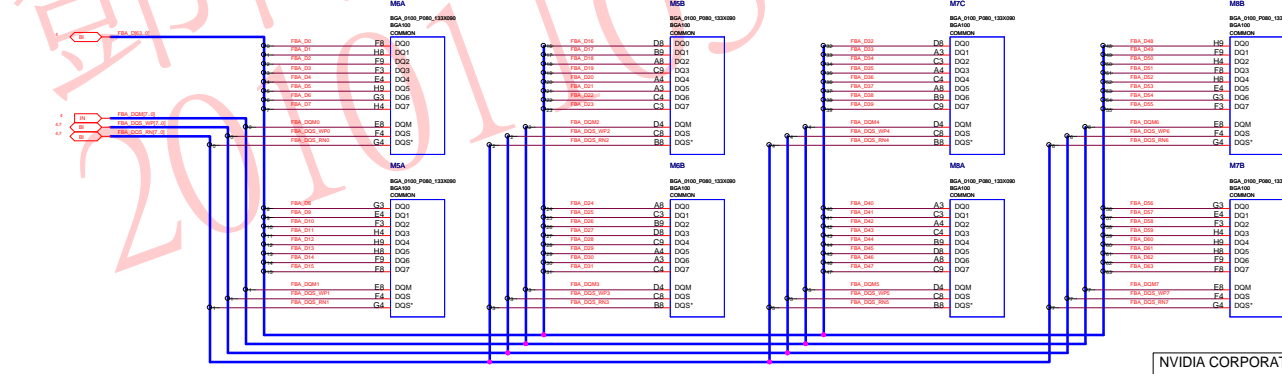 M6A
BGA_0100_P080_133X090
BGA100
COMMON
FBA_D[63..0]
BI
FBA_D0 F8 DQ0
FBA_D1 H8 DQ1
FBA_D2 F9 DQ2
FBA_D3 F3 DQ3
FBA_D4 E4 DQ4
FBA_D5 H9 DQ5
FBA_D6 G3 DQ6
FBA_D7 H4 DQ7
IN FBA_DQM[7..0]
4,7 BI FBA_DQS_WP[7..0]
4,7 BI FBA_DQS_RN[7..0]
FBA_DQM0 E8 DQM
FBA_DQS_WP0 F4 DQS
FBA_DQS_RN0 G4 DQS*
M5A
BGA_0100_P080_133X090
BGA100
COMMON
FBA_D8 G3 DQ0
FBA_D9 E4 DQ1
FBA_D10 F3 DQ2
FBA_D11 H4 DQ3
FBA_D12 H9 DQ4
FBA_D13 H8 DQ5
FBA_D14 F9 DQ6
FBA_D15 F8 DQ7
FBA_DQM1 E8 DQM
FBA_DQS_WP1 F4 DQS
FBA_DQS_RN1 G4 DQS*
M5B
BGA_0100_P080_133X090
BGA100
COMMON
FBA_D16 D8 DQ0
FBA_D17 B9 DQ1
FBA_D18 A8 DQ2
FBA_D19 C9 DQ3
FBA_D20 A4 DQ4
FBA_D21 A3 DQ5
FBA_D22 C4 DQ6
FBA_D23 C3 DQ7
FBA_DQM2 D4 DQM
FBA_DQS_WP2 C8 DQS
FBA_DQS_RN2 B8 DQS*
M6B
BGA_0100_P080_133X090
BGA100
COMMON
FBA_D24 A8 DQ0
FBA_D25 C3 DQ1
FBA_D26 B9 DQ2
FBA_D27 D8 DQ3
FBA_D28 C9 DQ4
FBA_D29 A4 DQ5
FBA_D30 A3 DQ6
FBA_D31 C4 DQ7
FBA_DQM3 D4 DQM
FBA_DQS_WP3 C8 DQS
FBA_DQS_RN3 B8 DQS*
M7C
BGA_0100_P080_133X090
BGA100
COMMON
FBA_D32 D8 DQ0
FBA_D33 A3 DQ1
FBA_D34 C3 DQ2
FBA_D35 A4 DQ3
FBA_D36 C4 DQ4
FBA_D37 A8 DQ5
FBA_D38 B9 DQ6
FBA_D39 C9 DQ7
FBA_DQM4 D4 DQM
FBA_DQS_WP4 C8 DQS
FBA_DQS_RN4 B8 DQS*
M8A
BGA_0100_P080_133X090
BGA100
COMMON
FBA_D40 A3 DQ0
FBA_D41 C3 DQ1
FBA_D42 A4 DQ2
FBA_D43 C4 DQ3
FBA_D44 B9 DQ4
FBA_D45 D8 DQ5
FBA_D46 A8 DQ6
FBA_D47 C9 DQ7
FBA_DQM5 D4 DQM
FBA_DQS_WP5 C8 DQS
FBA_DQS_RN5 B8 DQS*
M8B
BGA_0100_P080_133
BGA100
COMMON
FBA_D48 H9 DQ0
FBA_D49 F9 DQ1
FBA_D50 H4 DQ2
FBA_D51 F8 DQ3
FBA_D52 H8 DQ4
FBA_D53 E4 DQ5
FBA_D54 G3 DQ6
FBA_D55 F3 DQ7
FBA_DQM6 E8 DQM
FBA_DQS_WP6 F4 DQS
FBA_DQS_RN6 G4 DQS*
M7B
BGA_0100_P080_133
BGA100
COMMON
FBA_D56 G3 DQ0
FBA_D57 E4 DQ1
FBA_D58 F3 DQ2
FBA_D59 H4 DQ3
FBA_D60 H9 DQ4
FBA_D61 H8 DQ5
FBA_D62 F9 DQ6
FBA_D63 F8 DQ7
FBA_DQM7 E8 DQM
FBA_DQS_WP7 F4 DQS
FBA_DQS_RN7 G4 DQS*
NVIDIA CORPORAT